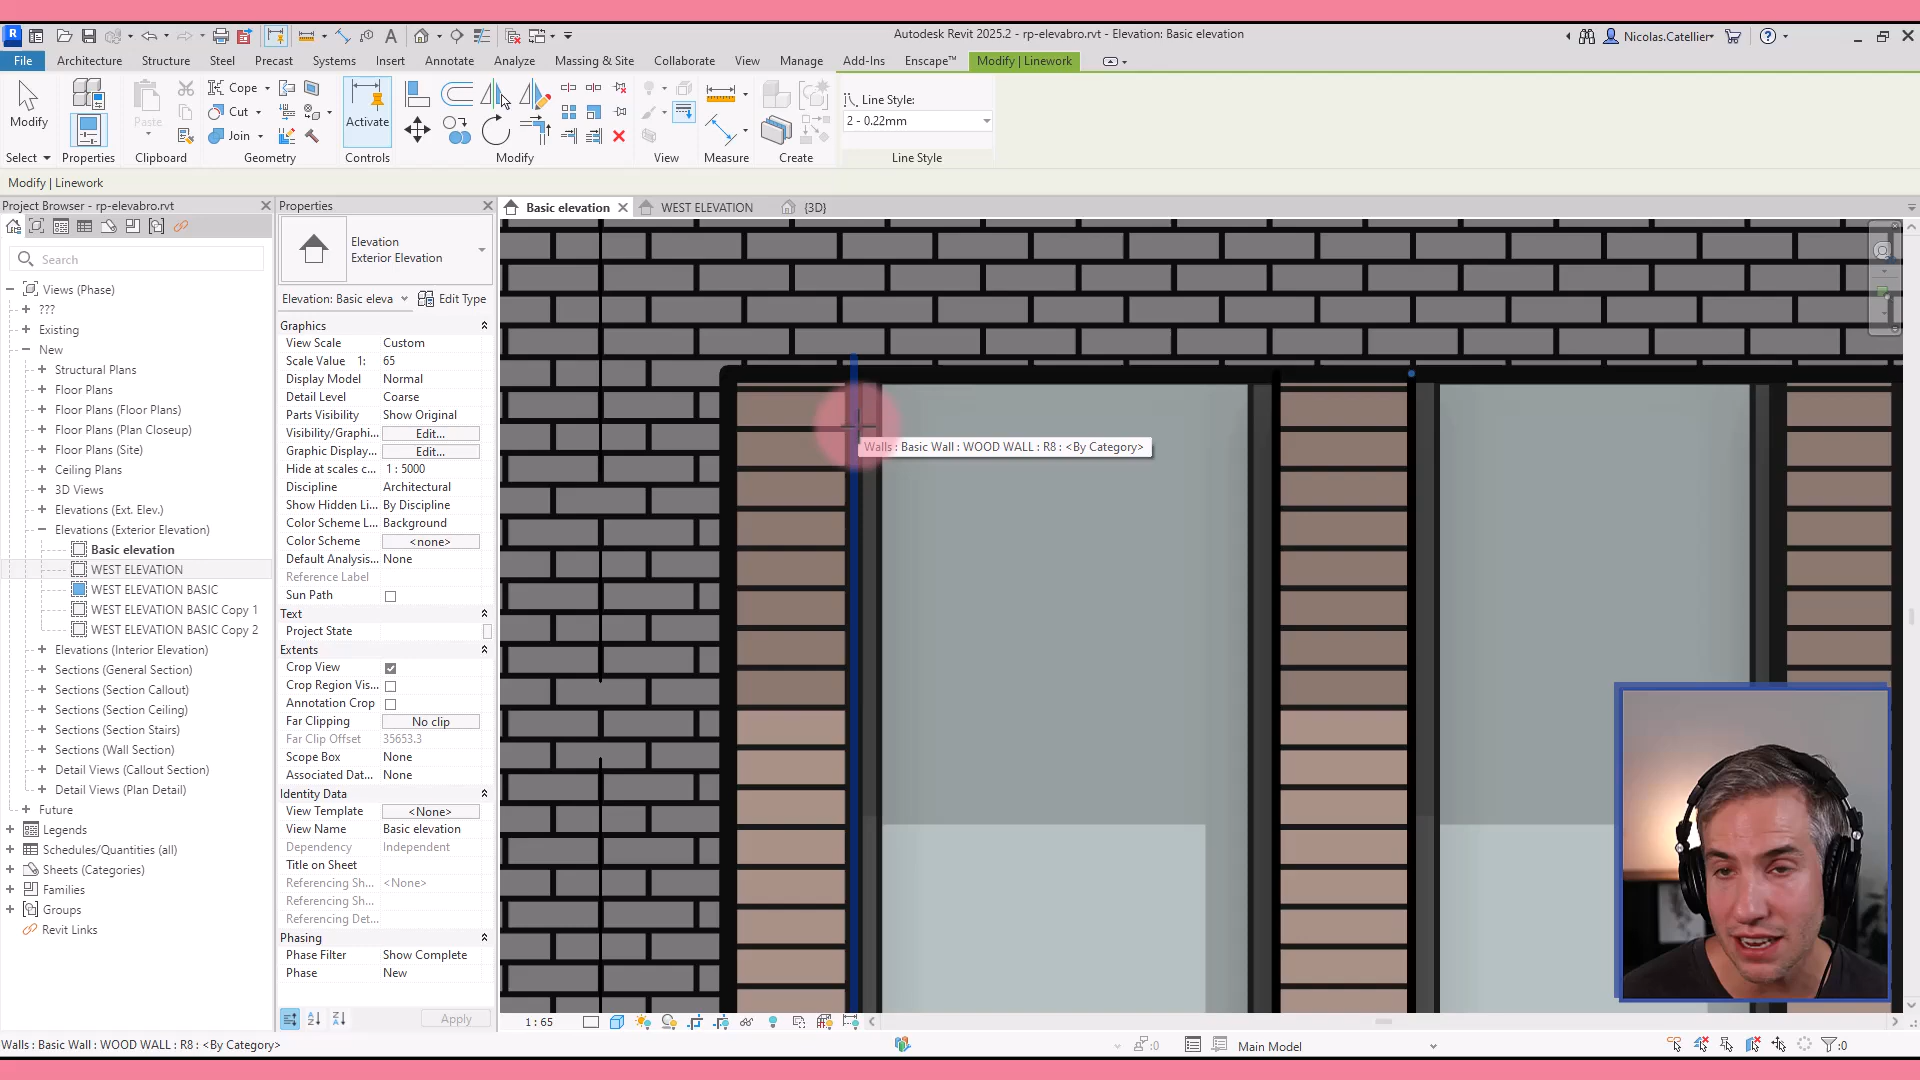 Autodesk Revit 2025.2 - rp-elevabro.rvt - Elevation: Basic elevation
Nicolas.Catellier
File Architecture Structure Steel Precast Systems Insert Annotate Analyze Massing & Site Collaborate View Manage Add-Ins Enscape™ Modify | Linework
Modify
Paste
Cope
Cut
Join
Activate
Line Style:
2 - 0.22mm
Select Properties Clipboard Geometry Controls Modify View Measure Create Line Style
Modify | Linework
Project Browser - rp-elevabro.rvt
Search
Views (Phase)
???
Existing
New
Structural Plans
Floor Plans
Floor Plans (Floor Plans)
Floor Plans (Plan Closeup)
Floor Plans (Site)
Ceiling Plans
3D Views
Elevations (Ext. Elev.)
Elevations (Exterior Elevation)
Basic elevation
WEST ELEVATION
WEST ELEVATION BASIC
WEST ELEVATION BASIC Copy 1
WEST ELEVATION BASIC Copy 2
Elevations (Interior Elevation)
Sections (General Section)
Sections (Section Callout)
Sections (Section Ceiling)
Sections (Section Stairs)
Sections (Wall Section)
Detail Views (Callout Section)
Detail Views (Plan Detail)
Future
Legends
Schedules/Quantities (all)
Sheets (Categories)
Families
Groups
Revit Links
Properties
Elevation
Exterior Elevation
Elevation: Basic eleva
Edit Type
Graphics
View Scale Custom
Scale Value 1: 65
Display Model Normal
Detail Level Coarse
Parts Visibility Show Original
Visibility/Graphi... Edit...
Graphic Display... Edit...
Hide at scales c... 1 : 5000
Discipline Architectural
Show Hidden Li... By Discipline
Color Scheme L... Background
Color Scheme <none>
Default Analysis... None
Reference Label
Sun Path
Text
Project State
Extents
Crop View
Crop Region Vis...
Annotation Crop
Far Clipping No clip
Far Clip Offset 35653.3
Scope Box None
Associated Dat... None
Identity Data
View Template <None>
View Name Basic elevation
Dependency Independent
Title on Sheet
Referencing Sh... <None>
Referencing Sh...
Referencing Det...
Phasing
Phase Filter Show Complete
Phase New
Apply
Basic elevation WEST ELEVATION {3D}
Walls : Basic Wall : WOOD WALL : R8 : <By Category>
1 : 65
Walls : Basic Wall : WOOD WALL : R8 : <By Category>
:0
Main Model
:0